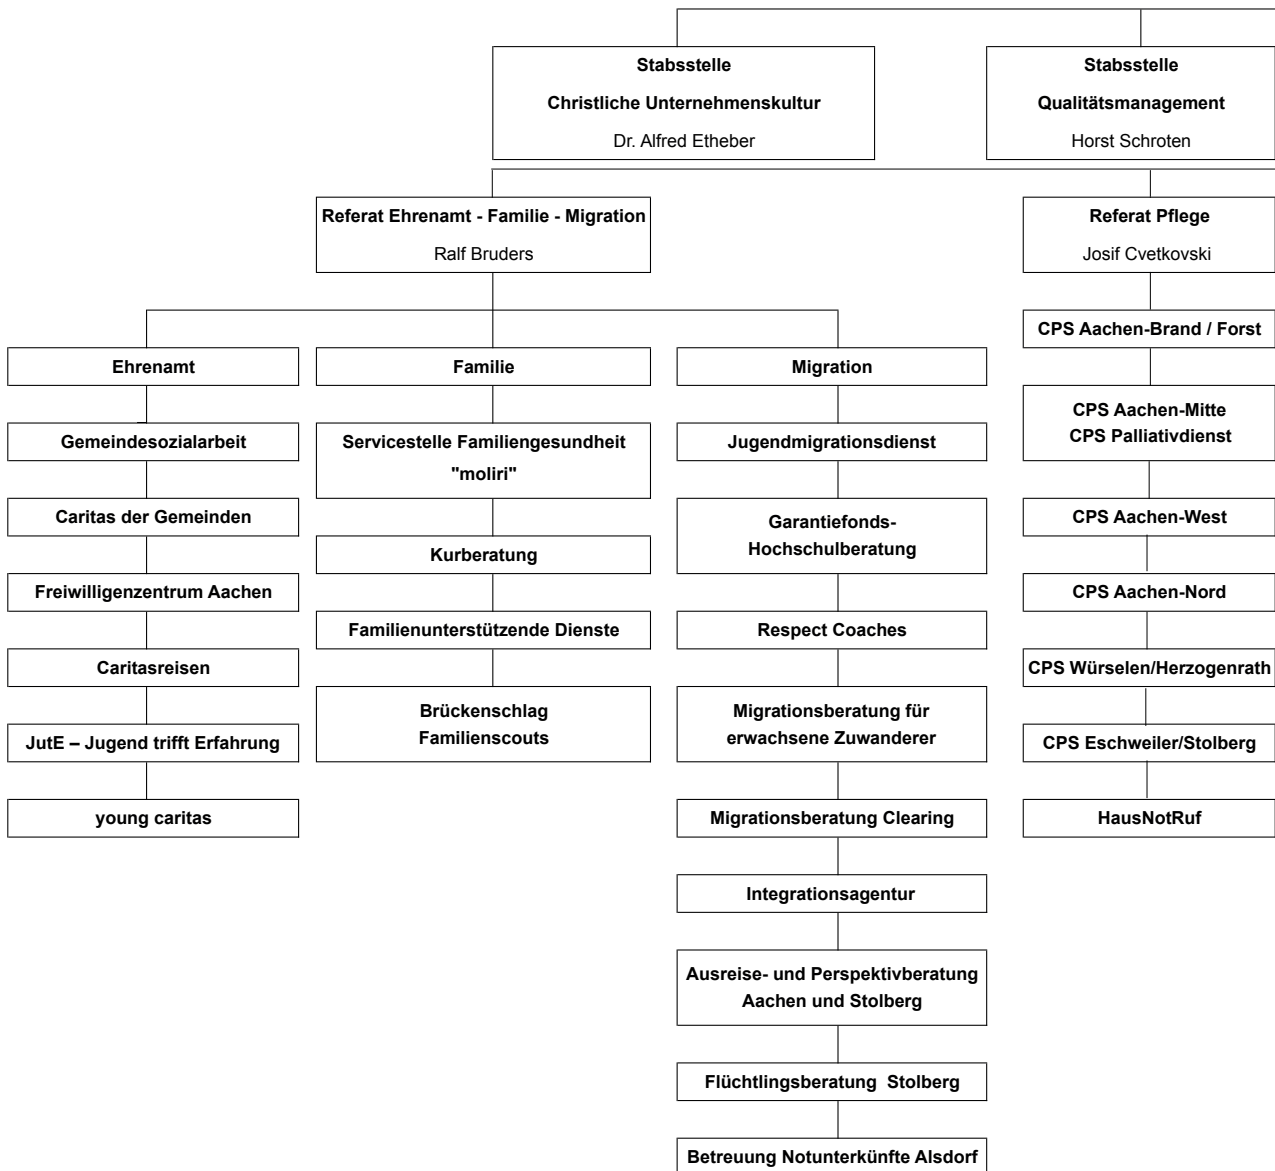 Stabsstelle
Christliche Unternehmenskultur
Dr. Alfred Etheber
Stabsstelle
Qualitätsmanagement
Horst Schroten
Referat Ehrenamt - Familie - Migration
Ralf Bruders
Referat Pflege
Josif Cvetkovski
Ehrenamt
Gemeindesozialarbeit
Caritas der Gemeinden
Freiwilligenzentrum Aachen
Caritasreisen
JutE – Jugend trifft Erfahrung
young caritas
Familie
Servicestelle Familiengesundheit
"moliri"
Kurberatung
Familienunterstützende Dienste
Brückenschlag
Familienscouts
Migration
Jugendmigrationsdienst
Garantiefonds-
Hochschulberatung
Respect Coaches
Migrationsberatung für
erwachsene Zuwanderer
Migrationsberatung Clearing
Integrationsagentur
Ausreise- und Perspektivberatung
Aachen und Stolberg
Flüchtlingsberatung  Stolberg
Betreuung Notunterkünfte Alsdorf
CPS Aachen-Brand / Forst
CPS Aachen-Mitte
CPS Palliativdienst
CPS Aachen-West
CPS Aachen-Nord
CPS Würselen/Herzogenrath
CPS Eschweiler/Stolberg
HausNotRuf